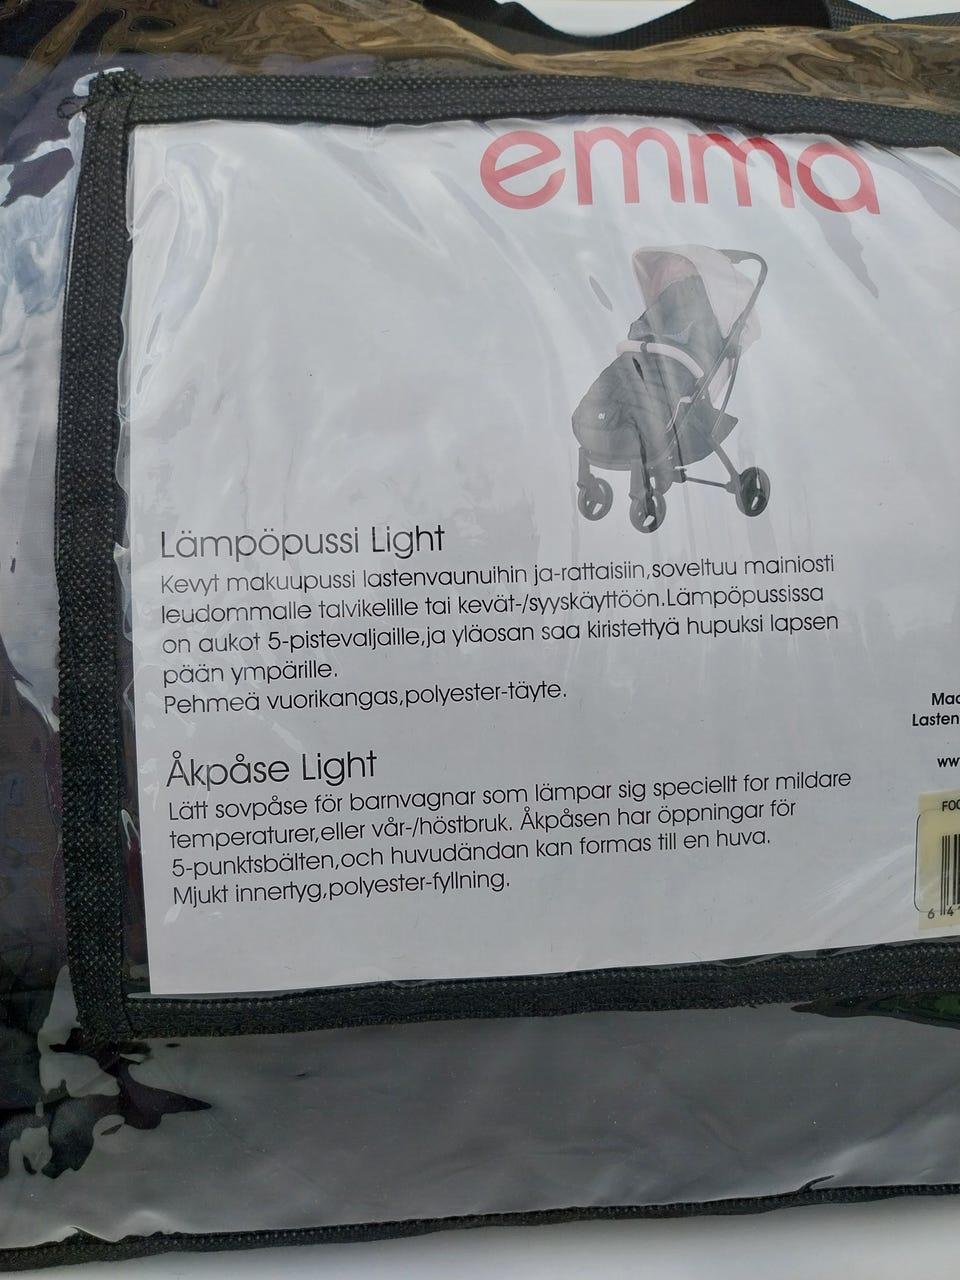 emma
Lämpöpussi Light
Kevyt makuupussi lastenvaunuihin ja-rattaisiin,soveltuu mainiosti
leudommalle talvikelille tai kevät-/syyskäyttöön.Lämpöpussissa
on aukot 5-pistevaljaille,ja yläosan saa kiristettyä hupuksi lapsen
pään ympärille.
Pehmeä vuorikangas,polyester-täyte.
Åkpåse Light
Lätt sovpåse för barnvagnar som lämpar sig speciellt for mildare
temperaturer,eller vår-/höstbruk. Åkpåsen har öppningar för
5-punktsbälten,och huvudändan kan formas till en huva.
Mjukt innertyg,polyester-fyllning.
Lasten